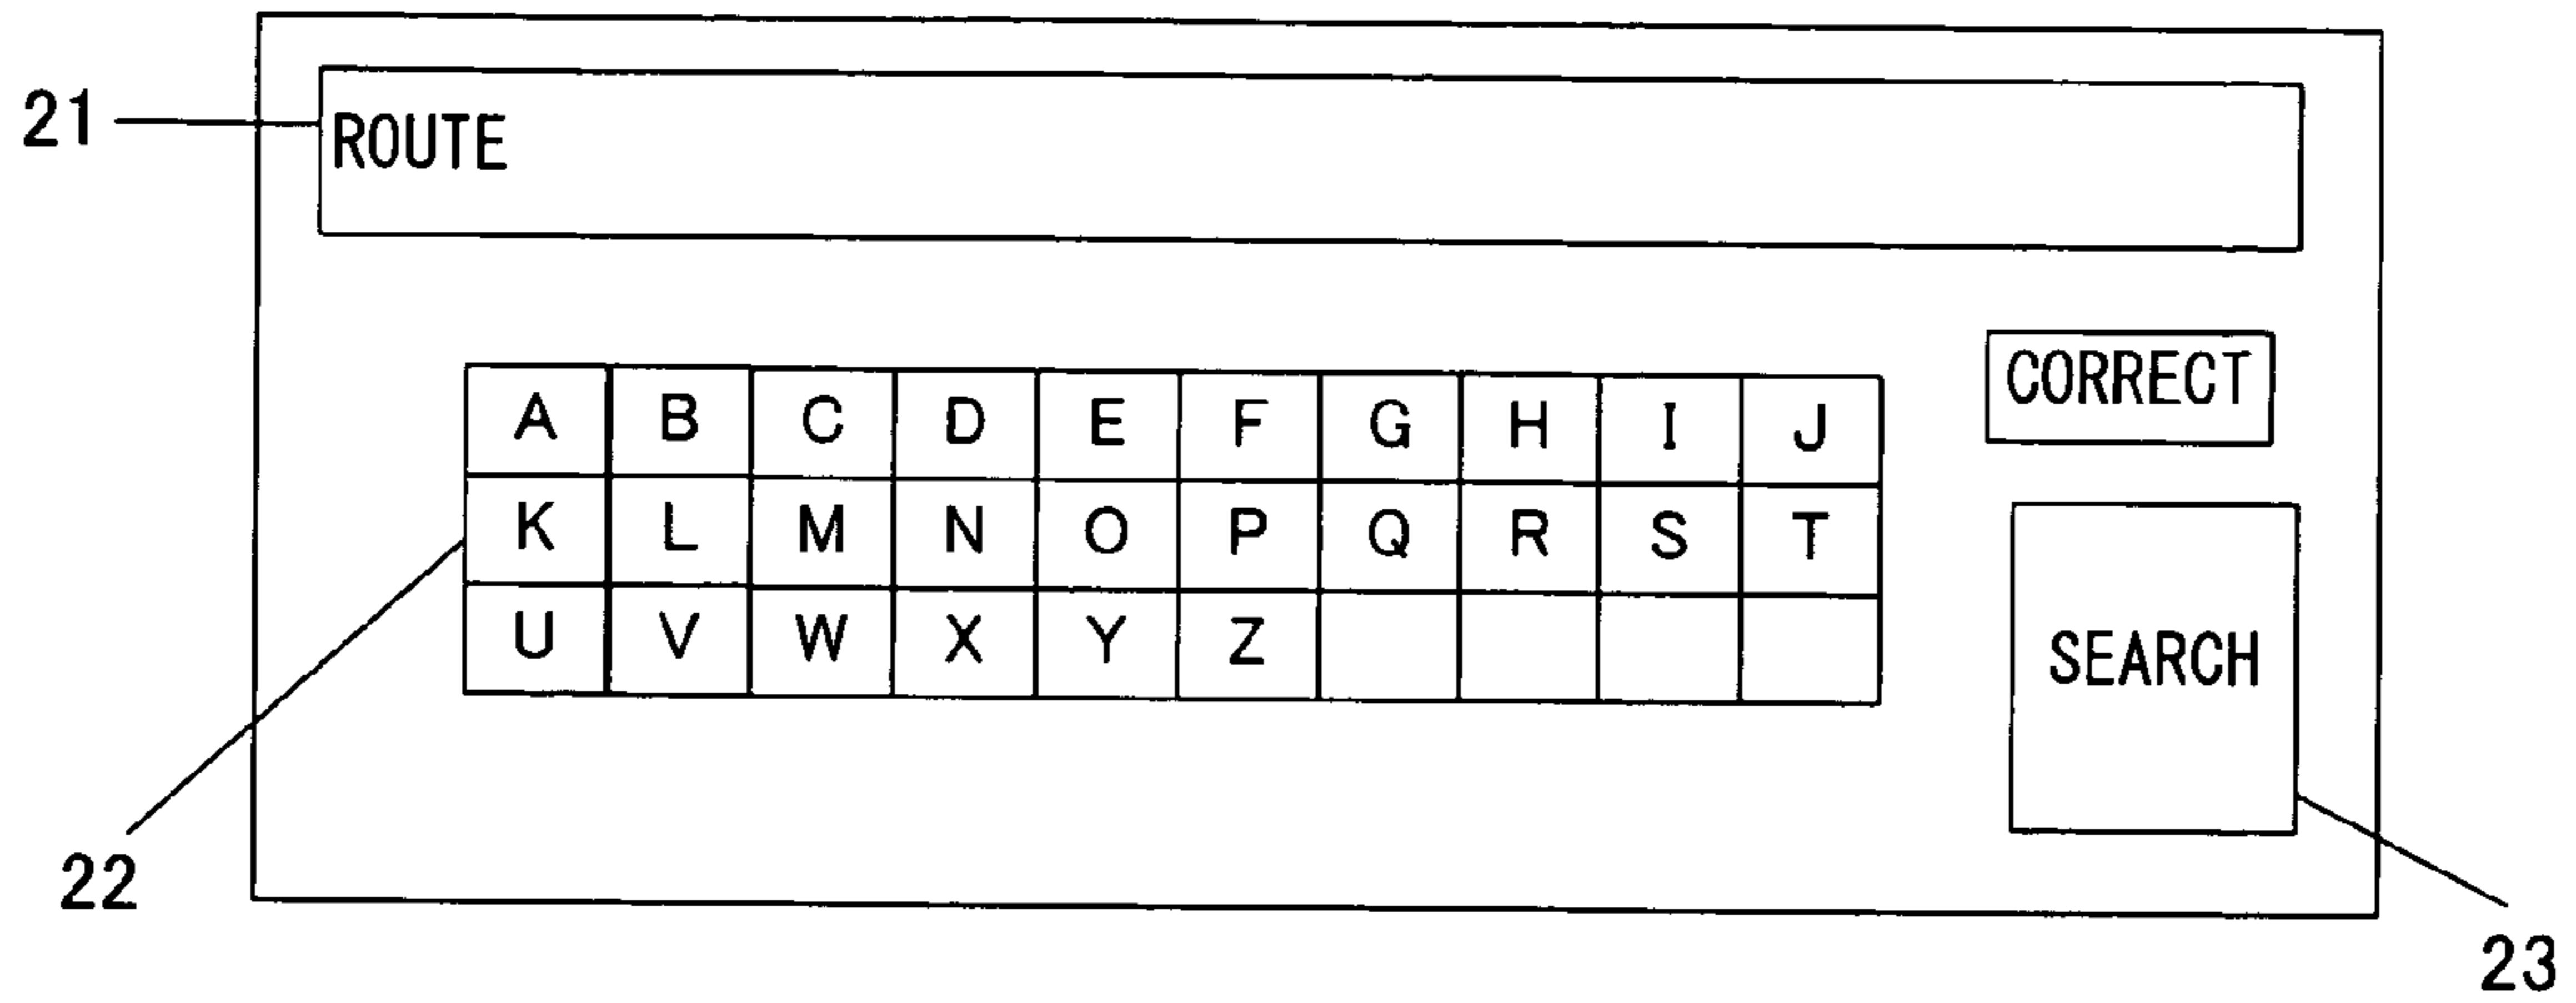 21
ROUTE
CORRECT
A B C D E F G H I J
K L M N O P Q R S T
U V W X Y Z
SEARCH
22
23